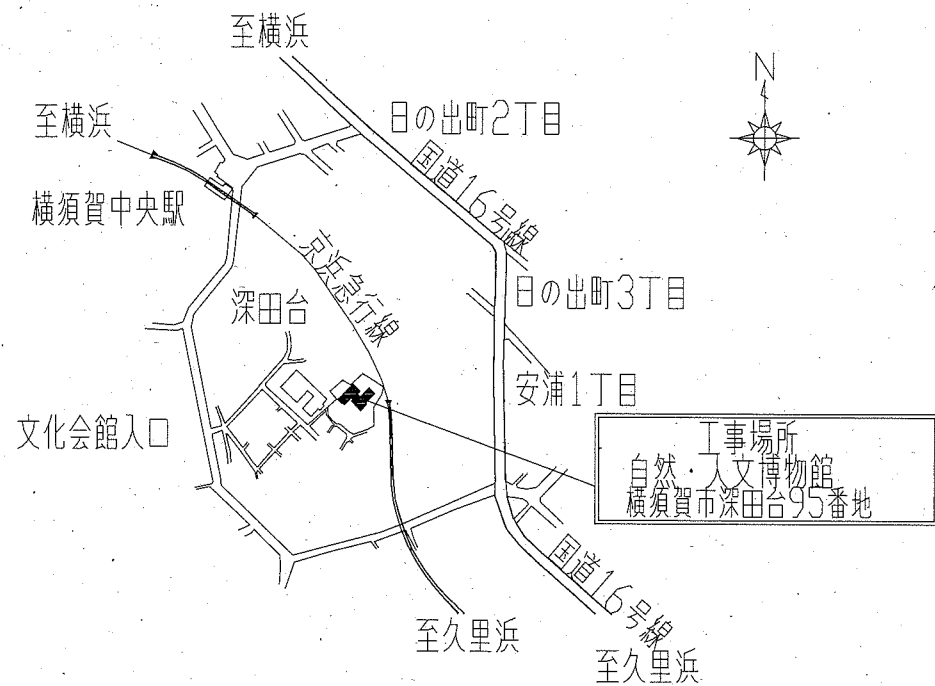 至横浜
N
至横浜
日の出町2丁目
国道16号線
横須賀中央駅
京浜急行線
日の出町3丁目
深田台
安浦1丁目
文化会館入口
工事場所
自然・人文博物館
横須賀市深田台95番地
国道16号線
至久里浜
至久里浜